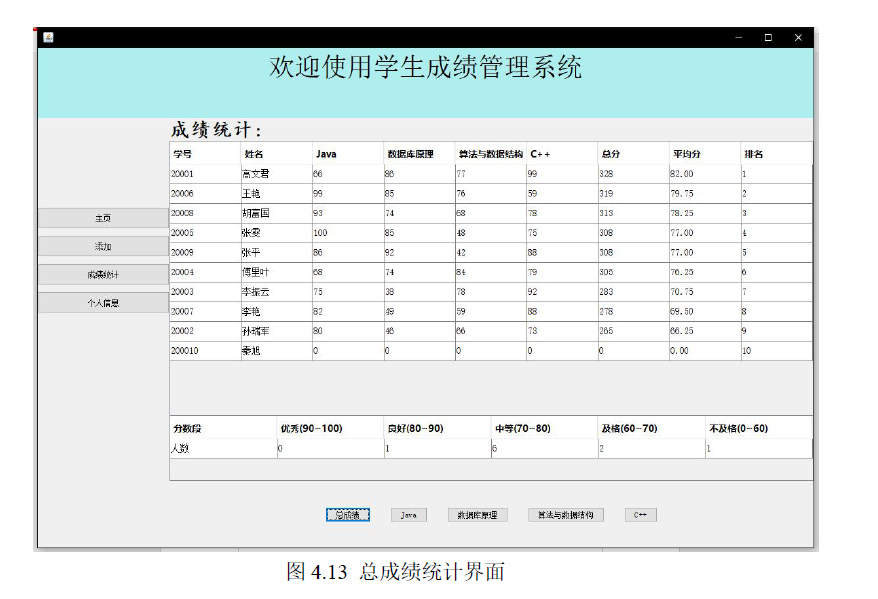 欢迎使用学生成绩管理系统
成绩统计：
学号 姓名 Java 数据库原理 算法与数据结构 C++ 总分 平均分 排名
20001 高文君 66 86 77 99 328 82.00 1
20006 王艳 99 85 76 59 319 79.75 2
20008 胡富国 93 74 68 78 313 78.25 3
20005 张雯 100 85 48 75 308 77.00 4
20009 张平 86 92 42 88 308 77.00 5
20004 傅里叶 68 74 84 79 305 76.25 6
20003 李振云 75 38 78 92 283 70.75 7
20007 李艳 82 49 59 88 278 69.50 8
20002 孙瑞军 80 46 66 73 265 66.25 9
200010 秦旭 0 0 0 0 0 0.00 10
主页
添加
成绩统计
个人信息
分数段 优秀(90~100) 良好(80~90) 中等(70~80) 及格(60~70) 不及格(0~60)
人数 0 1 6 2 1
总成绩 Java 数据库原理 算法与数据结构 C++
图 4.13 总成绩统计界面